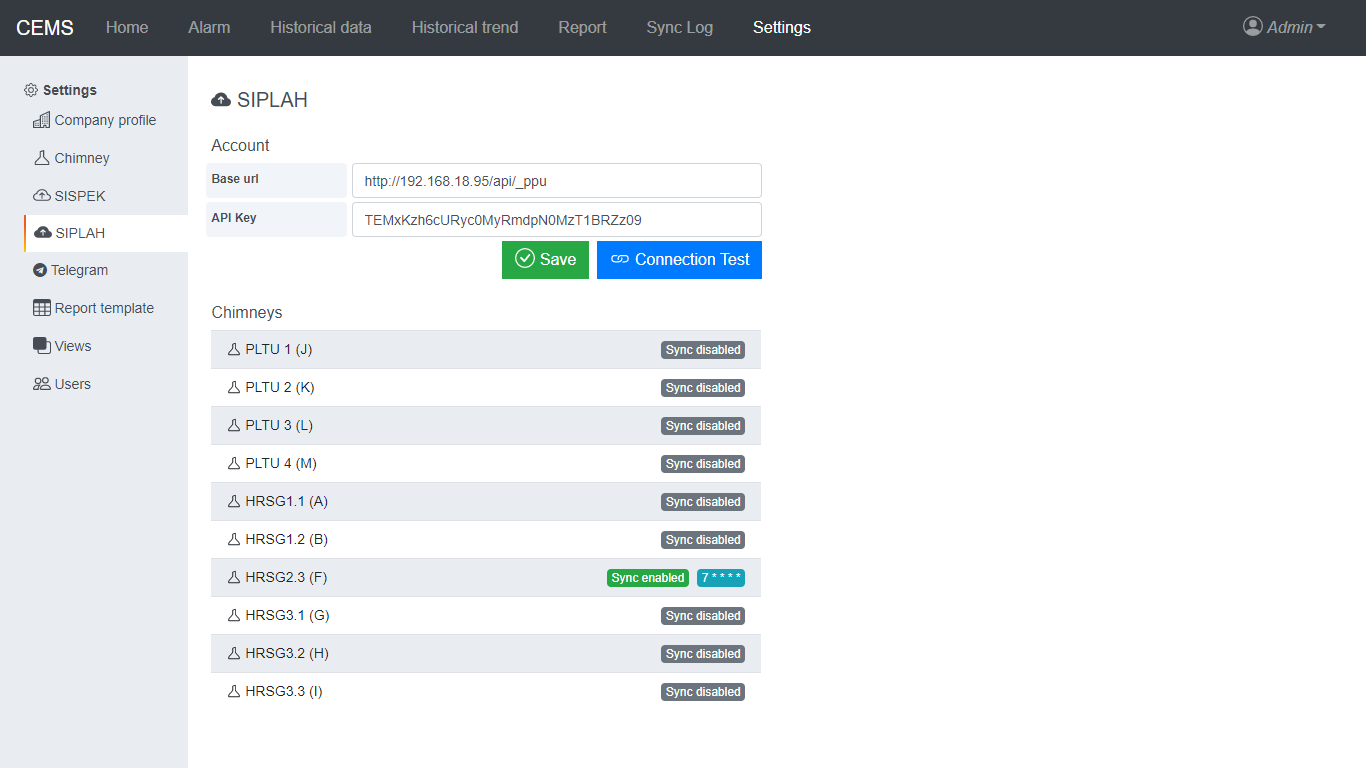 CEMS Home Alarm Historical data Historical trend Report Sync Log Settings Admin
Settings
Company profile
Chimney
SISPEK
SIPLAH
Telegram
Report template
Views
Users
SIPLAH
Account
Base url http://192.168.18.95/api/_ppu
API Key TEMxKzh6cURyc0MyRmdpN0MzT1BRZz09
Save Connection Test
Chimneys
PLTU 1 (J) Sync disabled
PLTU 2 (K) Sync disabled
PLTU 3 (L) Sync disabled
PLTU 4 (M) Sync disabled
HRSG1.1 (A) Sync disabled
HRSG1.2 (B) Sync disabled
HRSG2.3 (F) Sync enabled 7 * * * *
HRSG3.1 (G) Sync disabled
HRSG3.2 (H) Sync disabled
HRSG3.3 (I) Sync disabled